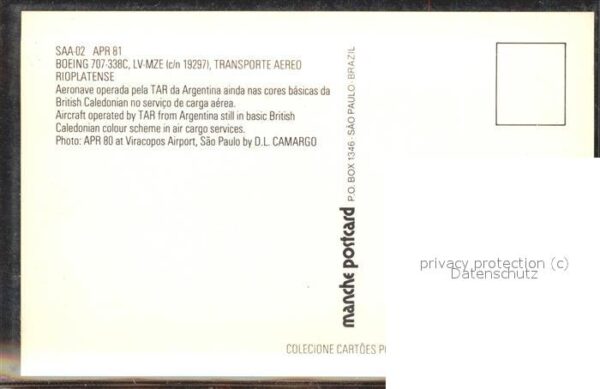 SAA-02 APR 81
BOEING 707-338C, LV-MZE (c/n 19297), TRANSPORTE AEREO
RIOPLATENSE
Aeronave operada pela TAR da Argentina ainda nas cores básicas da
British Caledonian no serviço de carga aérea.
Aircraft operated by TAR from Argentina still in basic British
Caledonian colour scheme in air cargo services.
Photo: APR 80 at Viracopos Airport, São Paulo by D.L. CAMARGO
manche postcard P.O. BOX 1346 - SÃO PAULO - BRAZIL
privacy protection (c)
Datenschutz
COLECIONE CARTÕES